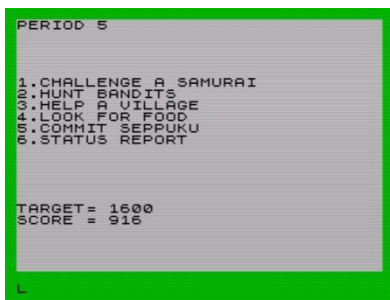 PERIOD 5
1.CHALLENGE A SAMURAI
2.HUNT BANDITS
3.HELP A VILLAGE
4.LOOK FOR FOOD
5.COMMIT SEPPUKU
6.STATUS REPORT
TARGET= 1600
SCORE = 916
L